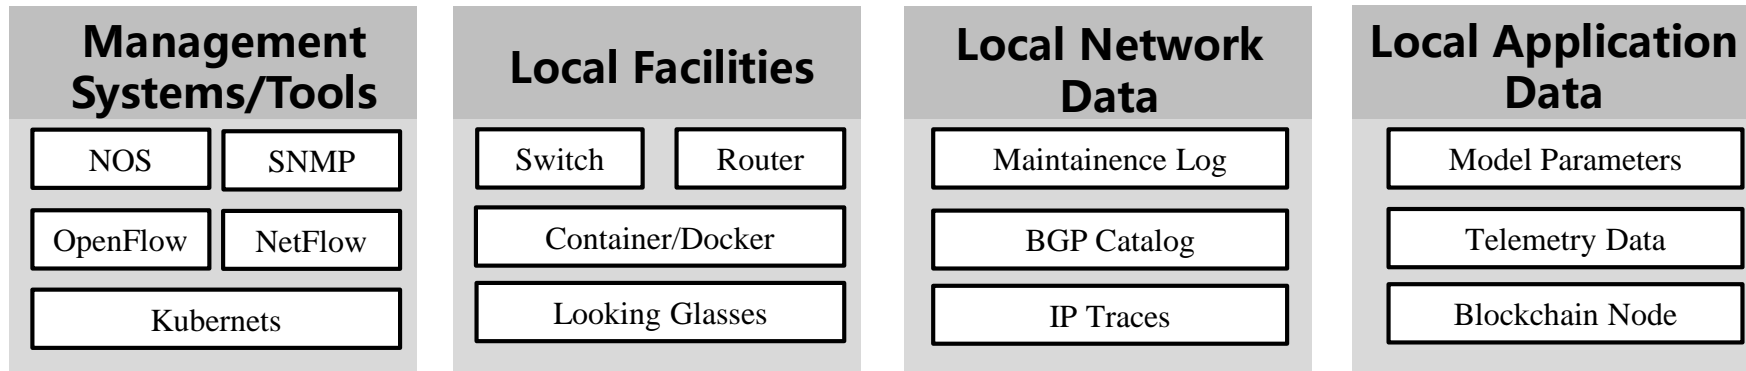 Management
Systems/Tools
NOS
SNMP
OpenFlow
NetFlow
Kubernets
Local Facilities
Switch
Router
Container/Docker
Looking Glasses
Local Network
Data
Maintainence Log
BGP Catalog
IP Traces
Local Application
Data
Model Parameters
Telemetry Data
Blockchain Node